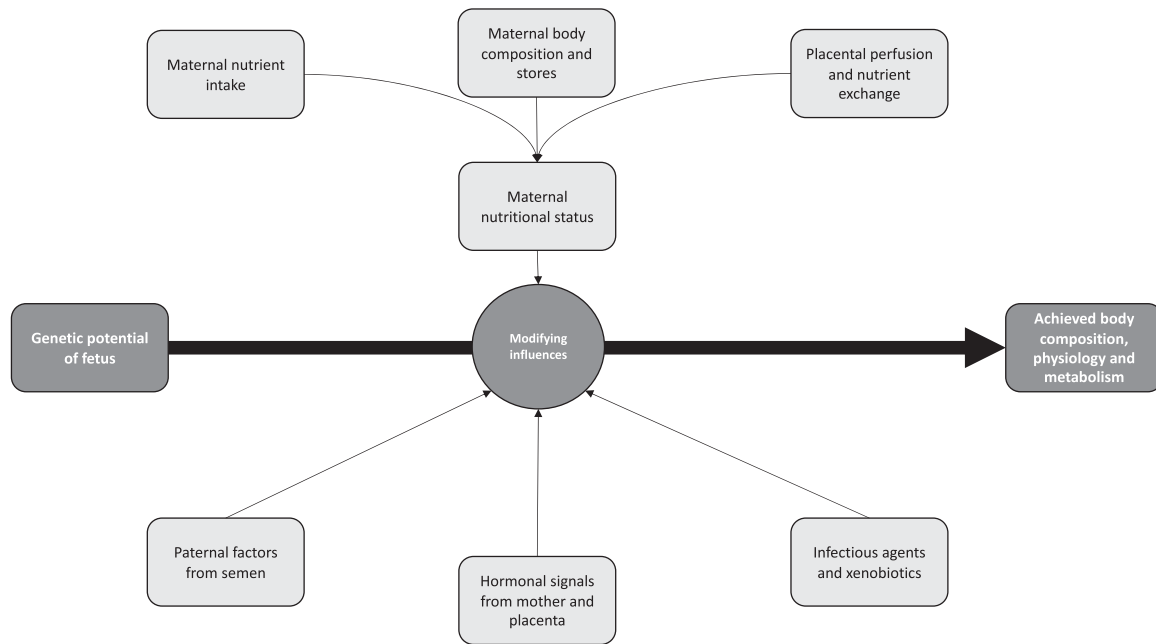 Maternal nutrient
intake
Maternal body
composition and
stores
Placental perfusion
and nutrient
exchange
Maternal
nutritional status
Genetic potential
of fetus
Modifying
influences
Achieved body
composition,
physiology and
metabolism
Paternal factors
from semen
Hormonal signals
from mother and
placenta
Infectious agents
and xenobiotics